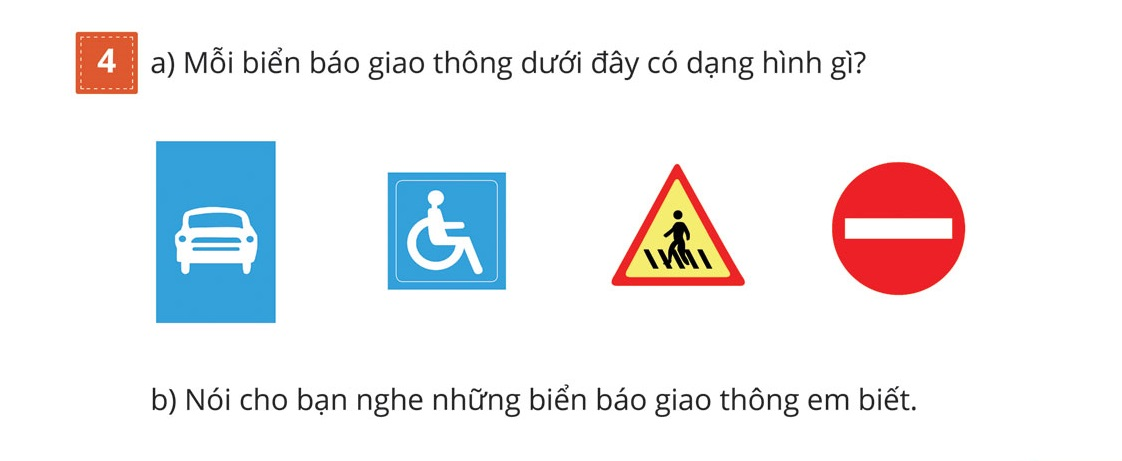 4 a) Mỗi biển báo giao thông dưới đây có dạng hình gì?
b) Nói cho bạn nghe những biển báo giao thông em biết.